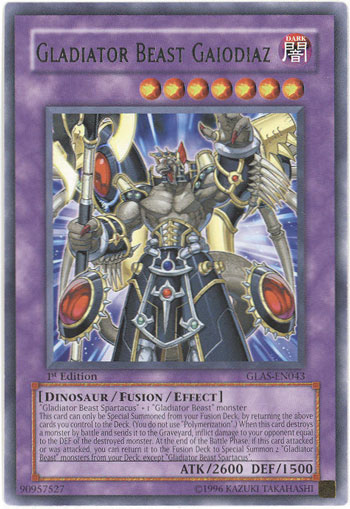 GLADIATOR BEAST GAIODIAZ
DARK
闇
1st Edition
GLAS-EN043
[DINOSAUR / FUSION / EFFECT]
"Gladiator Beast Spartacus" + 1 "Gladiator Beast" monster
This card can only be Special Summoned from your Fusion Deck, by returning the above
cards you control to the Deck. (You do not use "Polymerization".) When this card destroys
a monster by battle and sends it to the Graveyard, inflict damage to your opponent equal
to the DEF of the destroyed monster. At the end of the Battle Phase, if this card attacked
or was attacked, you can return it to the Fusion Deck to Special Summon 2 "Gladiator
Beast" monsters from your Deck, except "Gladiator Beast Spartacus".
ATK/2600 DEF/1500
90957527
©1996 KAZUKI TAKAHASHI